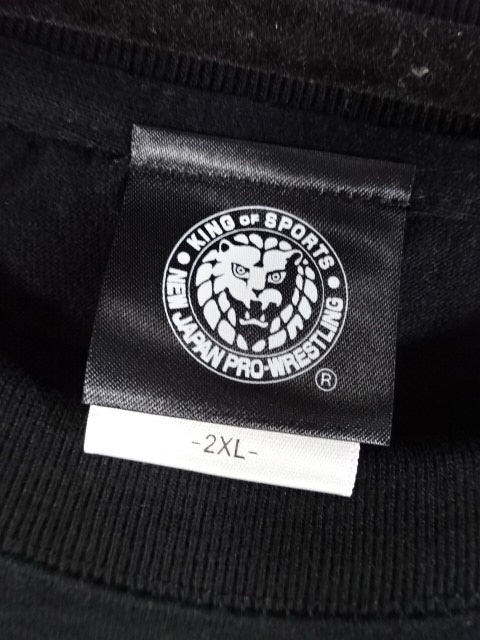 • KING OF SPORTS •
NEW JAPAN PRO-WRESTLING
®
-2XL-